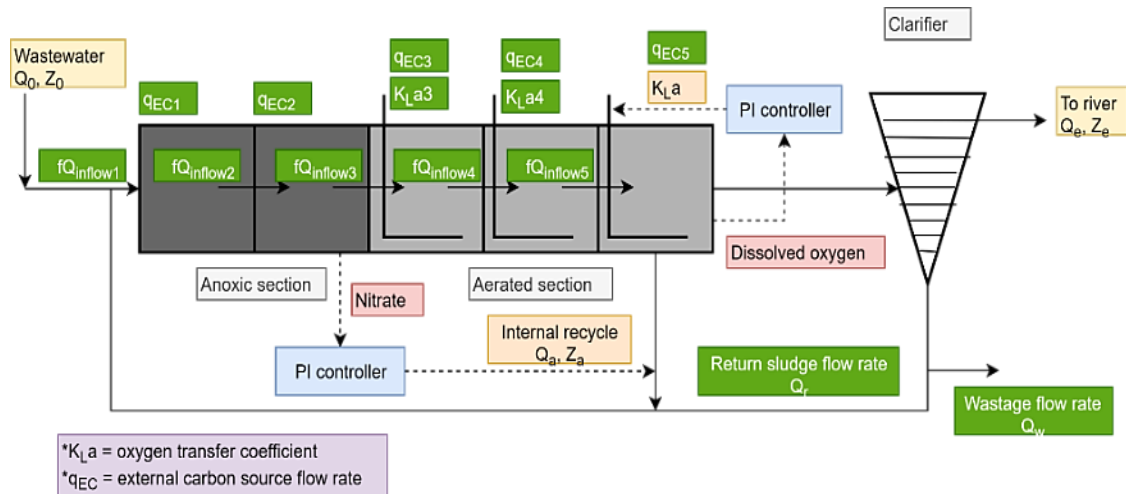 Clarifier
Wastewater
Q0, Z0
qEC1
qEC2
qEC3
KLa3
qEC4
KLa4
qEC5
KLa
PI controller
To river
Qe, Ze
fQinflow1
fQinflow2
fQinflow3
fQinflow4
fQinflow5
Dissolved oxygen
Anoxic section
Aerated section
Nitrate
Internal recycle
Qa, Za
PI controller
Return sludge flow rate
Qr
Wastage flow rate
Qw
*KLa = oxygen transfer coefficient
*qEC = external carbon source flow rate